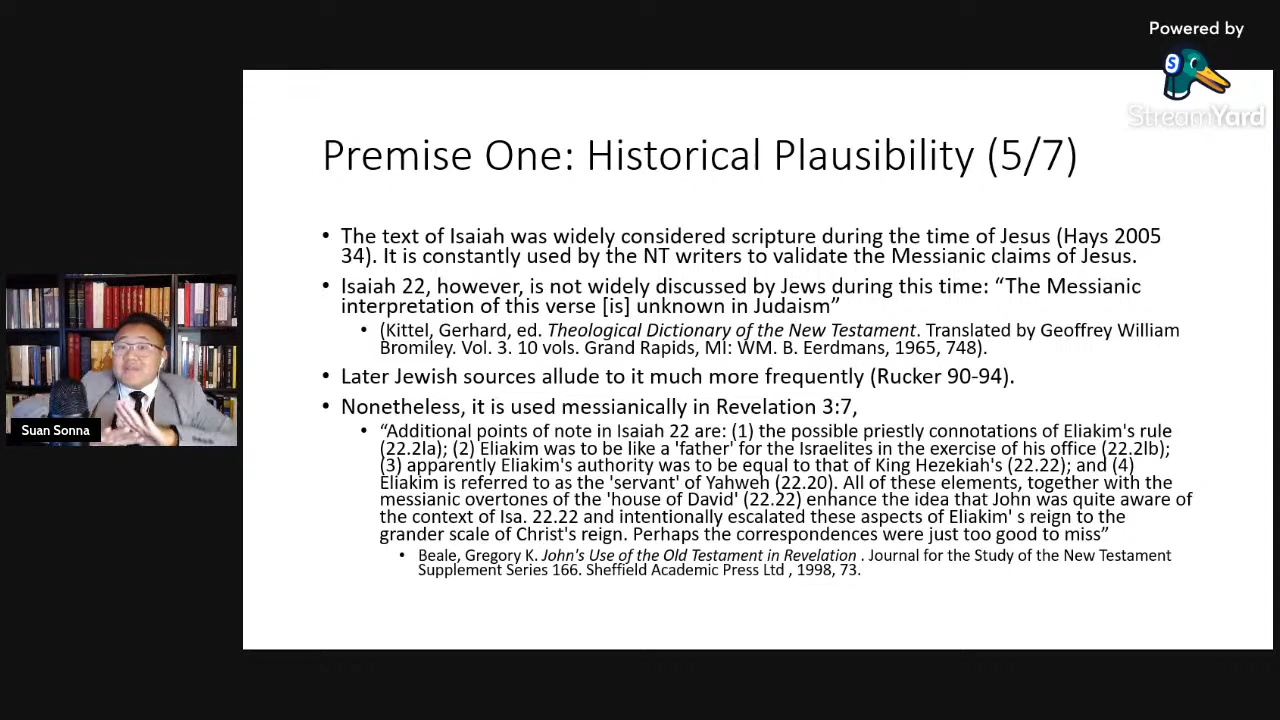 Powered by
StreamYard
Premise One: Historical Plausibility (5/7)
• The text of Isaiah was widely considered scripture during the time of Jesus (Hays 2005
34). It is constantly used by the NT writers to validate the Messianic claims of Jesus.
• Isaiah 22, however, is not widely discussed by Jews during this time: “The Messianic
interpretation of this verse [is] unknown in Judaism”
• (Kittel, Gerhard, ed. Theological Dictionary of the New Testament. Translated by Geoffrey William
Bromiley. Vol. 3. 10 vols. Grand Rapids, MI: WM. B. Eerdmans, 1965, 748).
• Later Jewish sources allude to it much more frequently (Rucker 90-94).
• Nonetheless, it is used messianically in Revelation 3:7,
• “Additional points of note in Isaiah 22 are: (1) the possible priestly connotations of Eliakim's rule
(22.2la); (2) Eliakim was to be like a 'father' for the Israelites in the exercise of his office (22.2lb);
(3) apparently Eliakim's authority was to be equal to that of King Hezekiah's (22.22); and (4)
Eliakim is referred to as the 'servant' of Yahweh (22.20). All of these elements, together with the
messianic overtones of the 'house of David' (22.22) enhance the idea that John was quite aware of
the context of Isa. 22.22 and intentionally escalated these aspects of Eliakim' s reign to the
grander scale of Christ's reign. Perhaps the correspondences were just too good to miss”
• Beale, Gregory K. John's Use of the Old Testament in Revelation . Journal for the Study of the New Testament
Supplement Series 166. Sheffield Academic Press Ltd , 1998, 73.
Suan Sonna